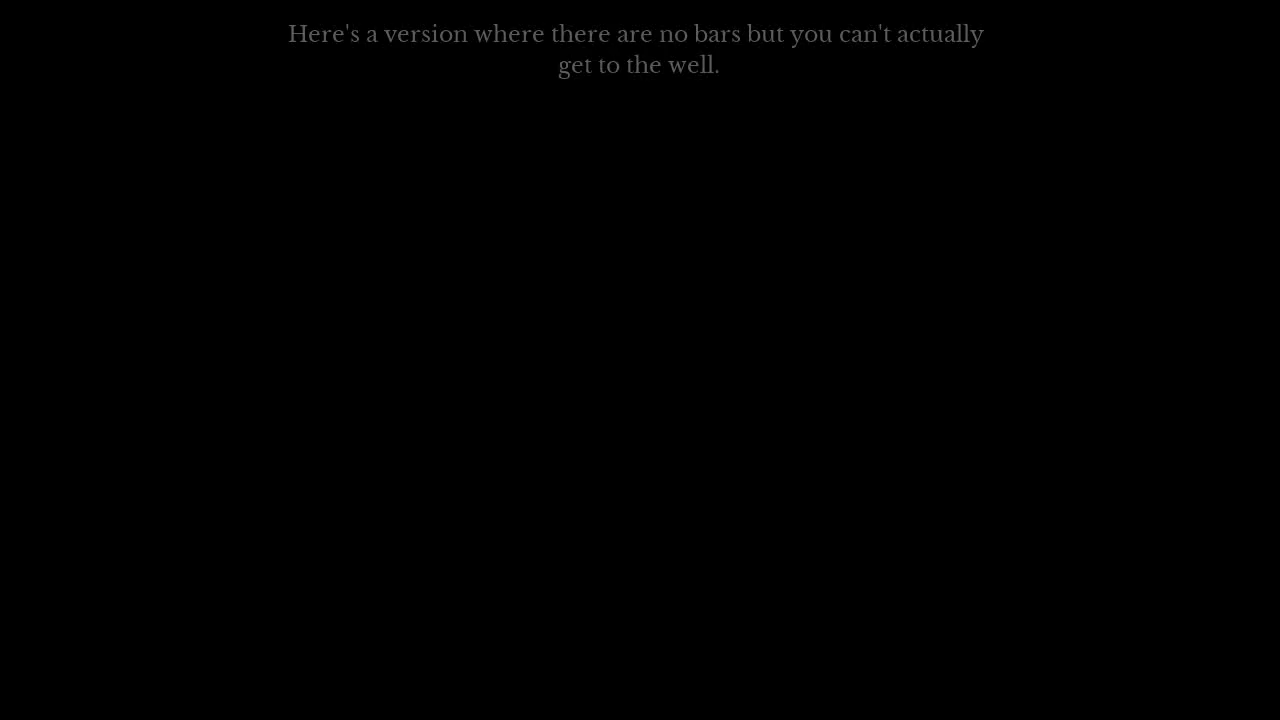 Here's a version where there are no bars but you can't actually
get to the well.